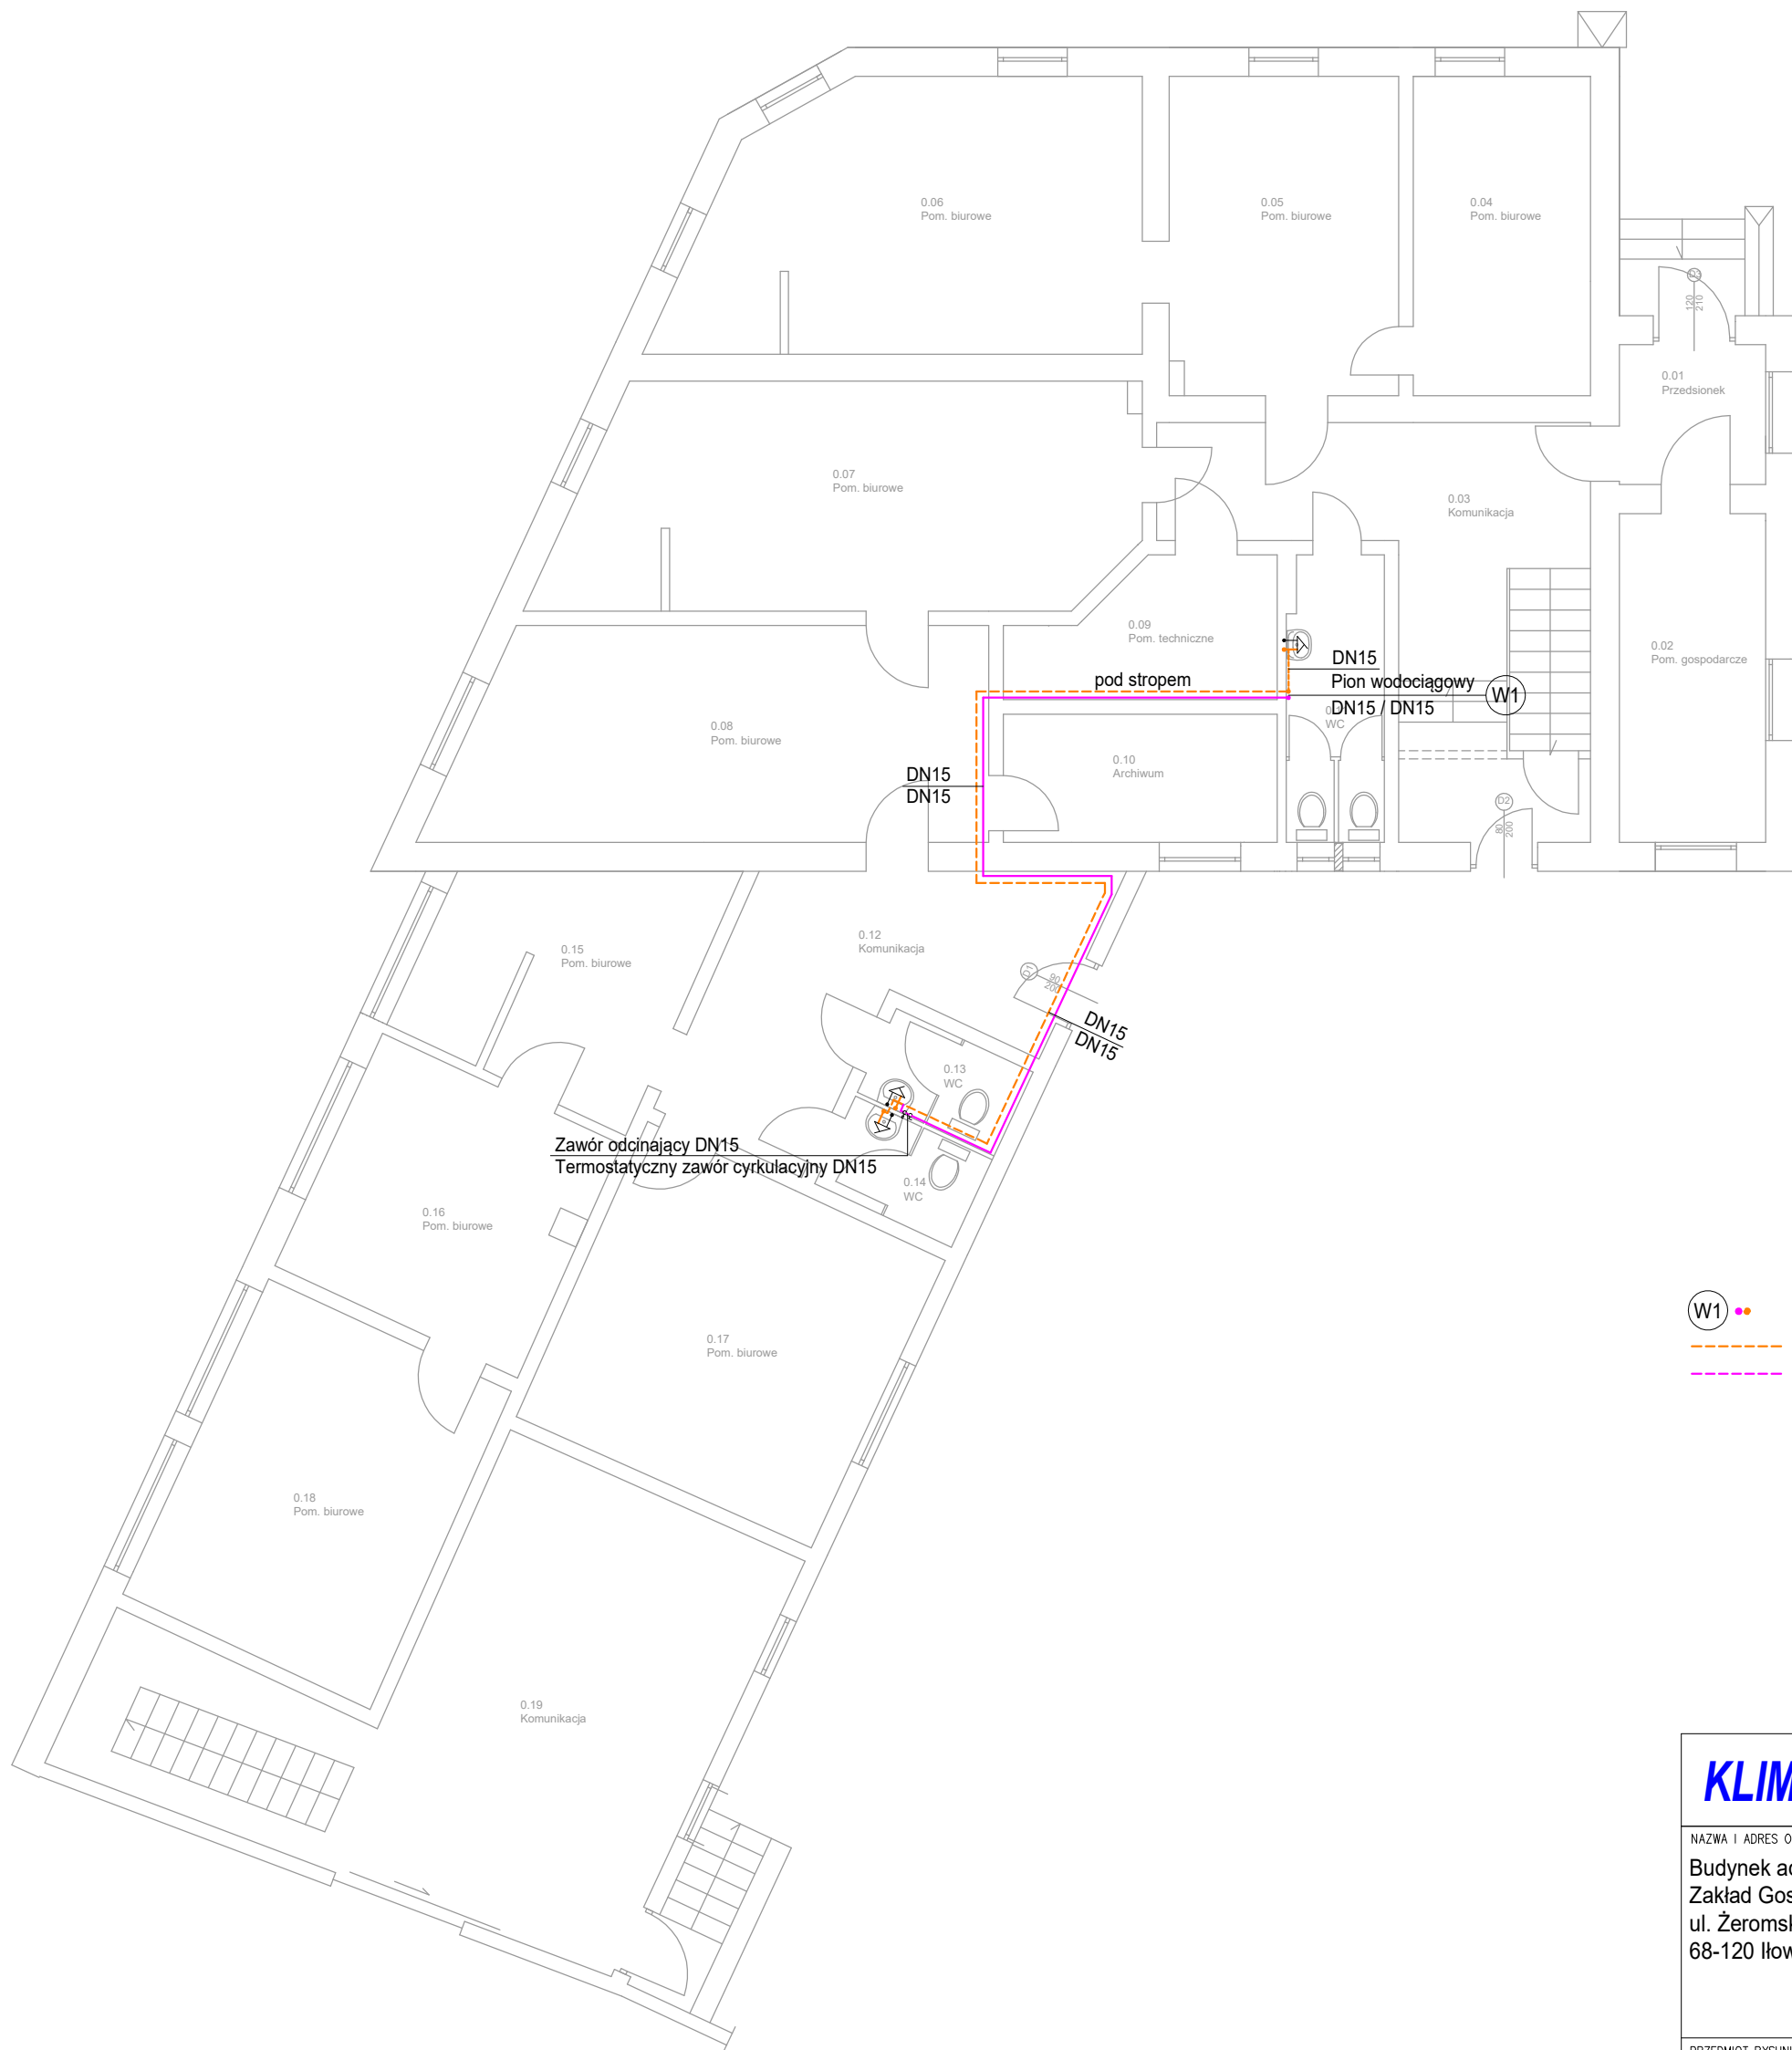 0.06
Pom. biurowe
0.05
Pom. biurowe
0.04
Pom. biurowe
D3
120
210
0.01
Przedsionek
0.07
Pom. biurowe
0.03
Komunikacja
0.09
Pom. techniczne
0.02
Pom. gospodarcze
DN15
pod stropem
Pion wodociągowy
W1
DN15 / DN15
WC
0.08
Pom. biurowe
0.10
Archiwum
DN15
DN15
D2
80
200
0.12
Komunikacja
0.15
Pom. biurowe
D1
90
200
DN15
DN15
0.13
WC
Zawór odcinający DN15
Termostatyczny zawór cyrkulacyjny DN15
0.14
WC
0.16
Pom. biurowe
0.17
Pom. biurowe
W1
0.18
Pom. biurowe
0.19
Komunikacja
KLIM
NAZWA I ADRES O
Budynek ad
Zakład Gos
ul. Żeromsk
68-120 Iłow